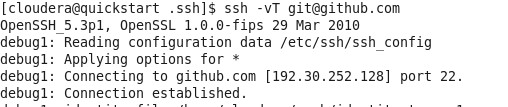 [cloudera@quickstart .ssh]$ ssh -vT git@github.com
OpenSSH_5.3p1, OpenSSL 1.0.0-fips 29 Mar 2010
debug1: Reading configuration data /etc/ssh/ssh_config
debug1: Applying options for *
debug1: Connecting to github.com [192.30.252.128] port 22.
debug1: Connection established.